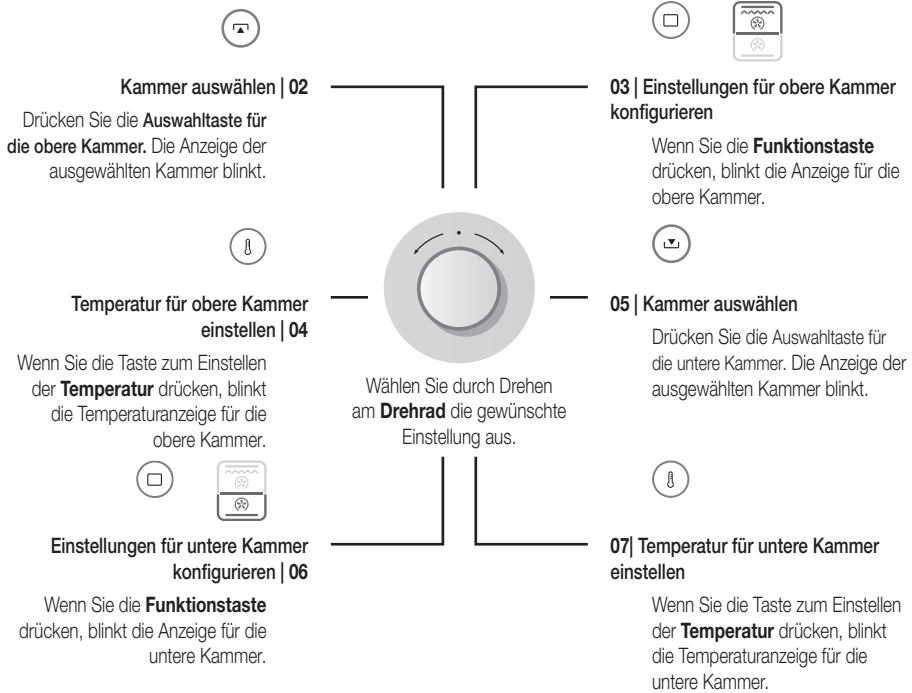 Kammer auswählen | 02
Drücken Sie die Auswahltaste für
die obere Kammer. Die Anzeige der
ausgewählten Kammer blinkt.
03 | Einstellungen für obere Kammer
konfigurieren
Wenn Sie die Funktionstaste
drücken, blinkt die Anzeige für die
obere Kammer.
Temperatur für obere Kammer
einstellen | 04
Wenn Sie die Taste zum Einstellen
der Temperatur drücken, blinkt
die Temperaturanzeige für die
obere Kammer.
Wählen Sie durch Drehen
am Drehrad die gewünschte
Einstellung aus.
05 | Kammer auswählen
Drücken Sie die Auswahltaste für
die untere Kammer. Die Anzeige der
ausgewählten Kammer blinkt.
Einstellungen für untere Kammer
konfigurieren | 06
Wenn Sie die Funktionstaste
drücken, blinkt die Anzeige für die
untere Kammer.
07| Temperatur für untere Kammer
einstellen
Wenn Sie die Taste zum Einstellen
der Temperatur drücken, blinkt
die Temperaturanzeige für die
untere Kammer.